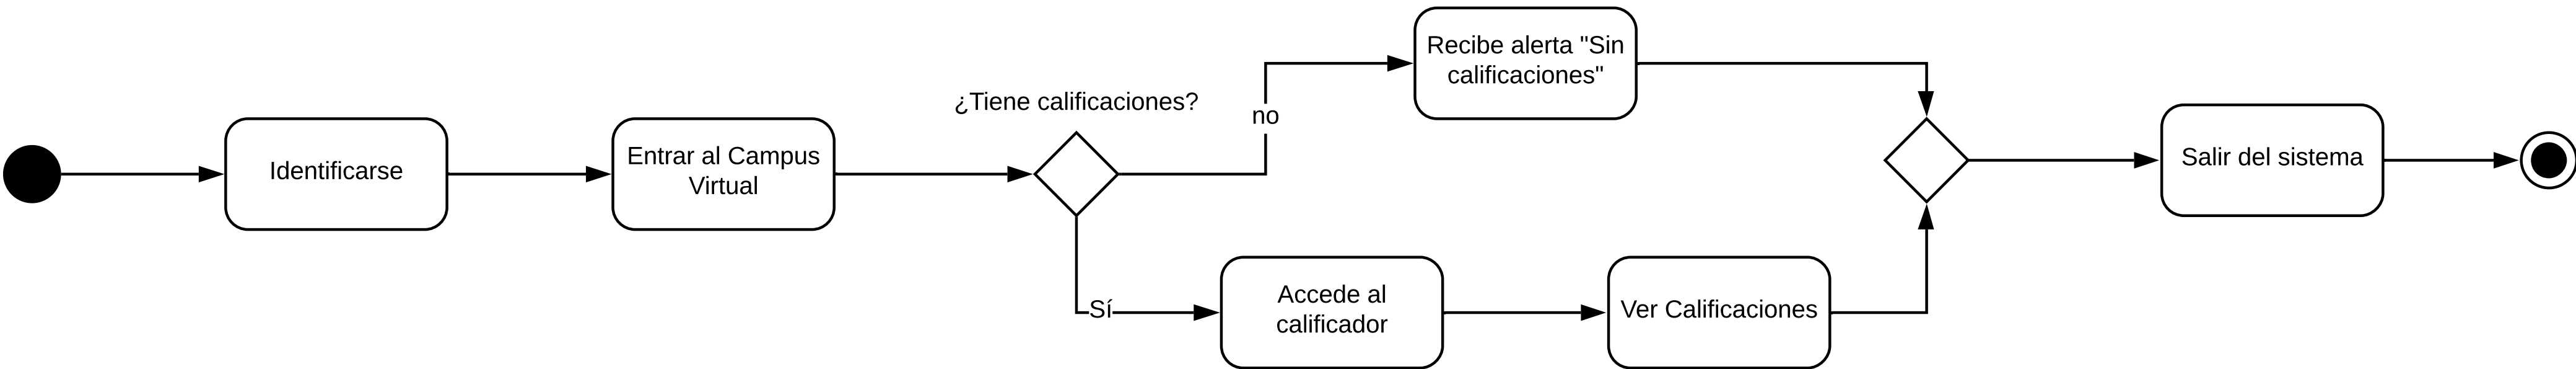 Identificarse
Entrar al Campus
Virtual
¿Tiene calificaciones?
no
Recibe alerta "Sin
calificaciones"
Sí
Accede al
calificador
Ver Calificaciones
Salir del sistema